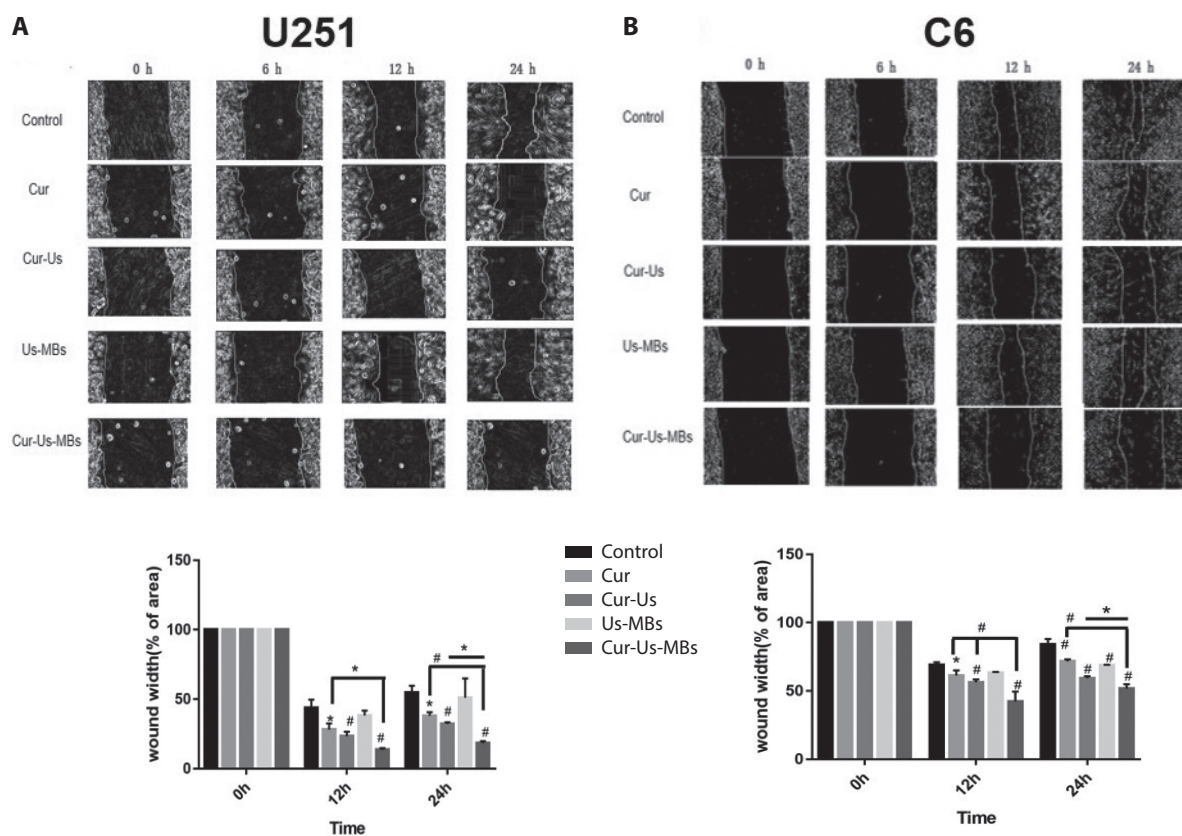 A
U251
0 h
6 h
12 h
24 h
Control
Cur
Cur-Us
Us-MBs
Cur-Us-MBs
wound width(% of area)
150
100
50
0
*
*
#
#
#
*
*
#
#
0h
12h
24h
Time
Control
Cur
Cur-Us
Us-MBs
Cur-Us-MBs
B
C6
0 h
6 h
12 h
24 h
Control
Cur
Cur-Us
Us-MBs
Cur-Us-MBs
wound width(% of area)
150
100
50
0
#
*
#
#
#
*
#
#
#
#
0h
12h
24h
Time